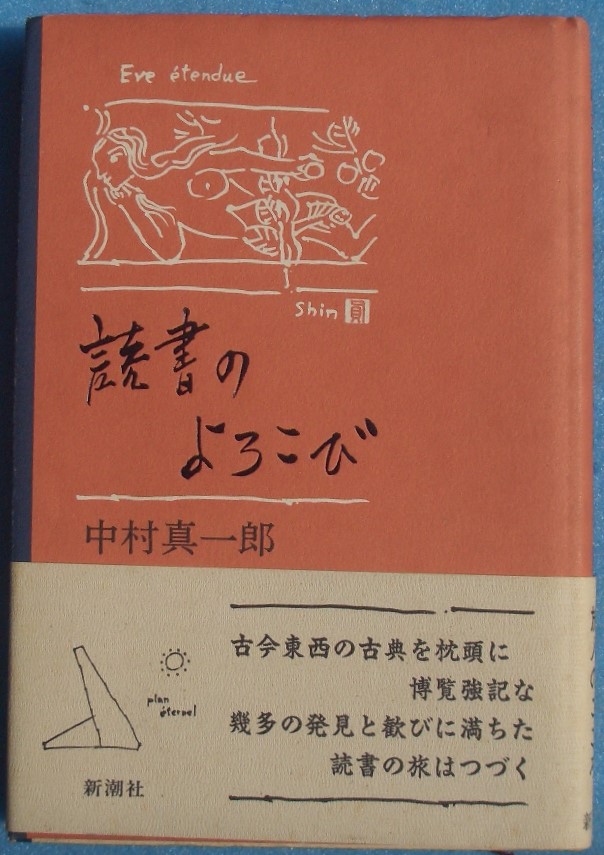 Eve étendue
Shin
読書の
よろこび
中村真一郎
古今東西の古典を枕頭に
博覧強記な
幾多の発見と歓びに満ちた
読書の旅はつづく
plan
éternel
新潮社